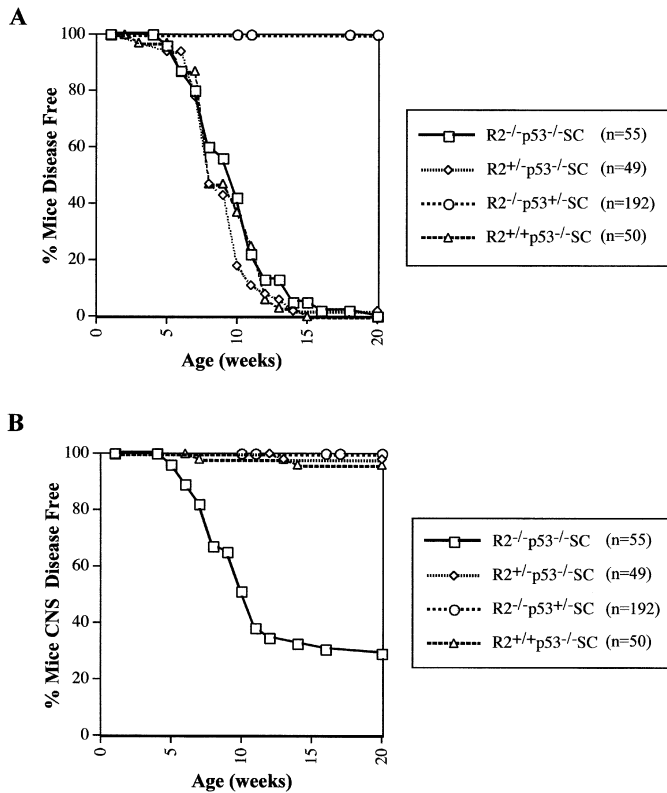 A
100
80
60
40
20
0
% Mice Disease Free
0
5
10
15
20
Age (weeks)
R2-/-p53-/-SC (n=55)
R2+/-p53-/-SC (n=49)
R2-/-p53+/-SC (n=192)
R2+/+p53-/-SC (n=50)
B
100
80
60
40
20
0
% Mice CNS Disease Free
0
5
10
15
20
Age (weeks)
R2-/-p53-/-SC (n=55)
R2+/-p53-/-SC (n=49)
R2-/-p53+/-SC (n=192)
R2+/+p53-/-SC (n=50)